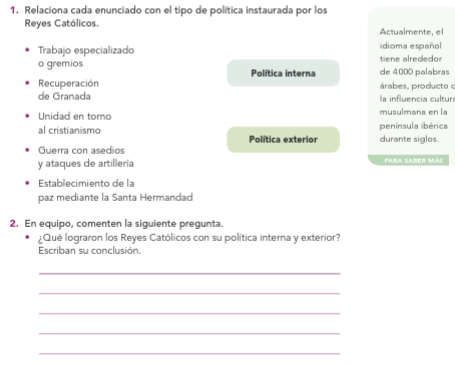 1. Relaciona cada enunciado con el tipo de política instaurada por los
Reyes Católicos.
• Trabajo especializado
o gremios
• Recuperación
de Granada
• Unidad en torno
al cristianismo
• Guerra con asedios
y ataques de artillería
• Establecimiento de la
paz mediante la Santa Hermandad
Política interna
Política exterior
2. En equipo, comenten la siguiente pregunta.
• ¿Qué lograron los Reyes Católicos con su política interna y exterior?
Escriban su conclusión.
Actualmente, el
idioma español
tiene alrededor
de 4000 palabras
árabes, producto
la influencia
musulmana en la
península ibérica
durante siglos.
PARA SABER MÁS